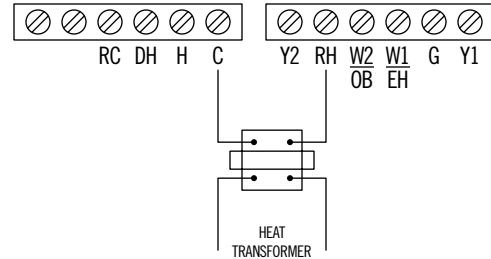 RC DH H C Y2 RH W2 W1 G Y1
OB EH
HEAT
TRANSFORMER